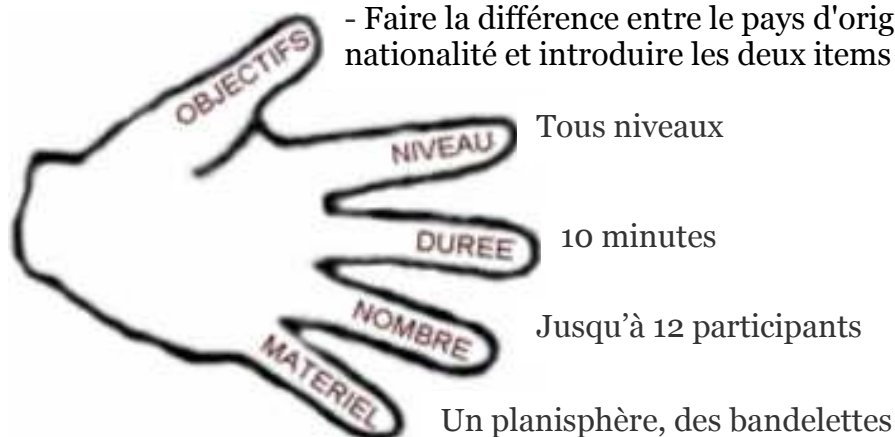 - Faire la différence entre le pays d'orig
nationalité et introduire les deux items
OBJECTIFS
NIVEAU
Tous niveaux
DUREE
10 minutes
NOMBRE
Jusqu’à 12 participants
MATERIEL
Un planisphère, des bandelettes